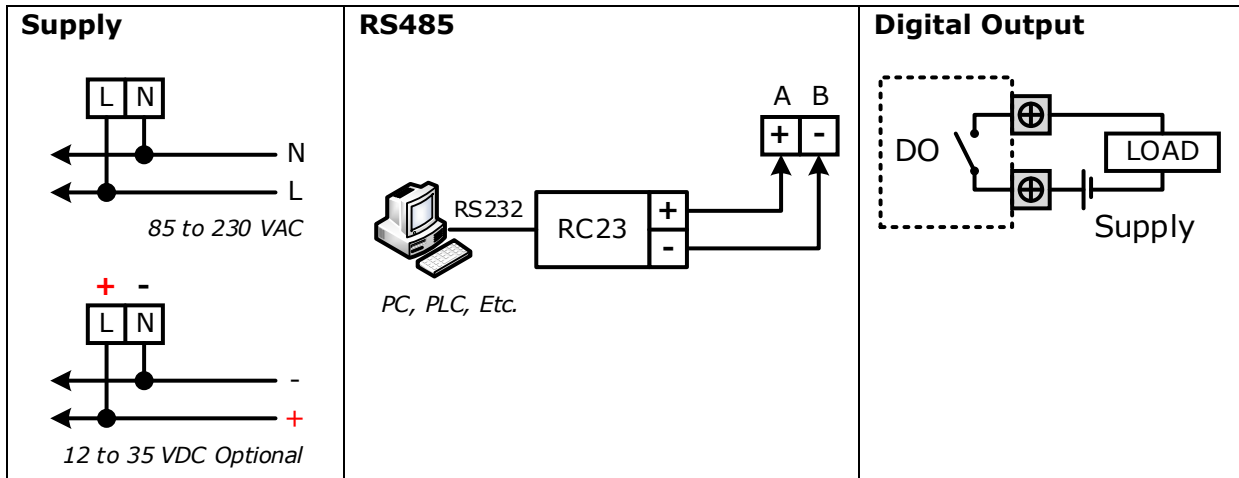 Supply
L N
N
L
85 to 230 VAC
+ -
L N
-
+
12 to 35 VDC Optional
RS485
A B
+ -
RS232
RC23
+
-
PC, PLC, Etc.
Digital Output
DO
LOAD
Supply